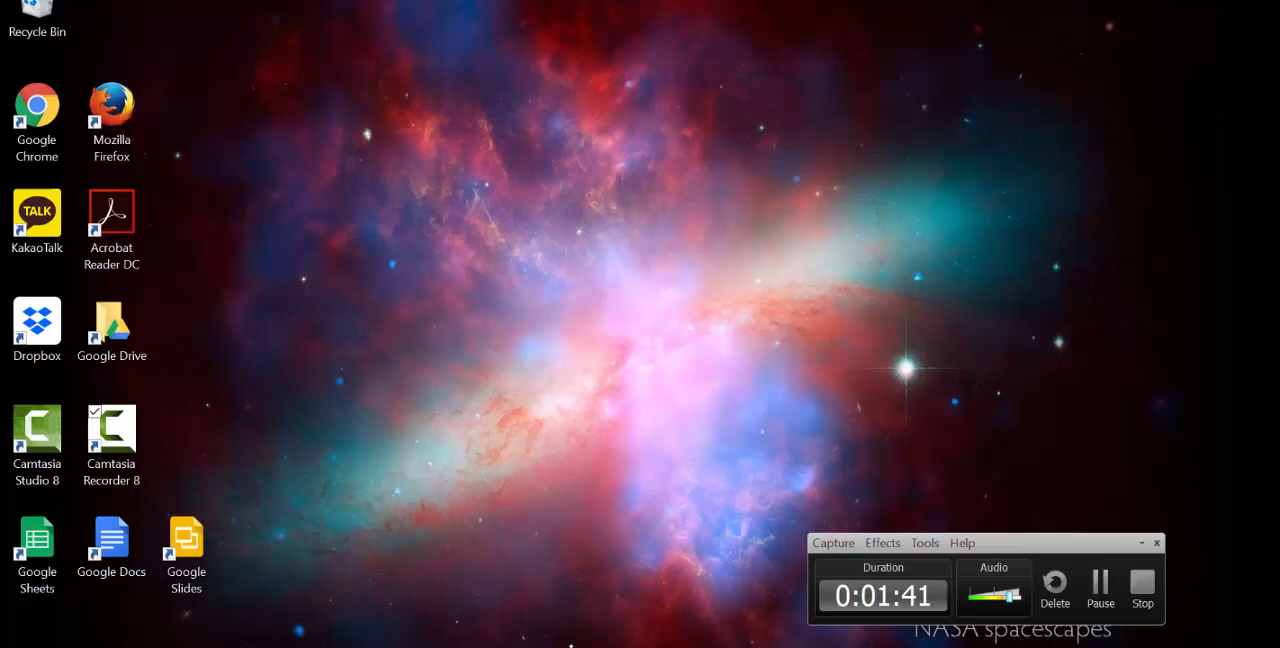 Recycle Bin
Google
Chrome
Mozilla
Firefox
TALK
KakaoTalk
Acrobat
Reader DC
Dropbox
Google Drive
Camtasia
Studio 8
Camtasia
Recorder 8
Google
Sheets
Google Docs
Google
Slides
Capture Effects Tools Help
Duration
0:01:41
Audio
Delete
Pause
Stop
NASA spacescapes